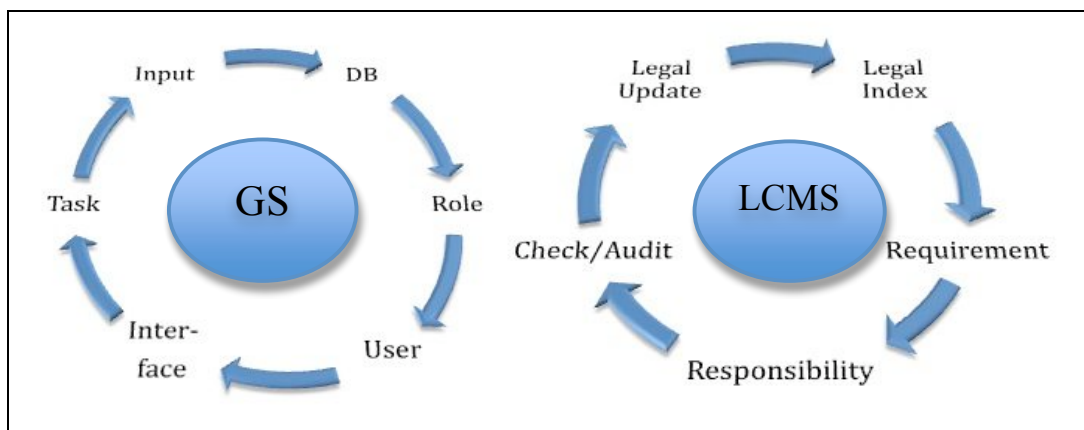 Input
DB
Role
User
Inter-
face
Task
GS
Legal
Update
Legal
Index
Requirement
Responsibility
Check/Audit
LCMS